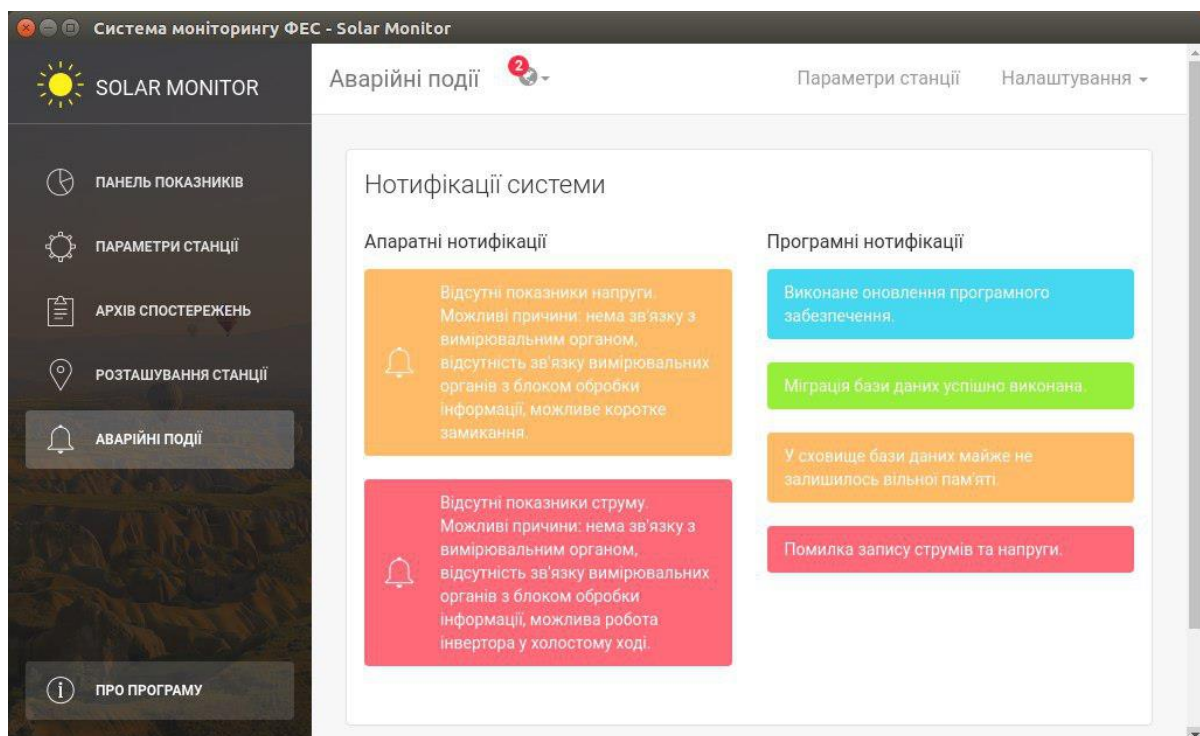 Система моніторингу ФЕС - Solar Monitor
SOLAR MONITOR
ПАНЕЛЬ ПОКАЗНИКІВ
ПАРАМЕТРИ СТАНЦІЇ
АРХІВ СПОСТЕРЕЖЕНЬ
РОЗТАШУВАННЯ СТАНЦІЇ
АВАРІЙНІ ПОДІЇ
ПРО ПРОГРАМУ
Аварійні події
2
Параметри станції
Налаштування
Нотифікації системи
Апаратні нотифікації
Відсутні показники напруги.
Можливі причини: нема зв'язку з
вимірювальним органом,
відсутність зв'язку вимірювальних
органів з блоком обробки
інформації, можливе коротке
замикання.
Відсутні показники струму.
Можливі причини: нема зв'язку з
вимірювальним органом,
відсутність зв'язку вимірювальних
органів з блоком обробки
інформації, можлива робота
інвертора у холостому ході.
Програмні нотифікації
Виконане оновлення програмного
забезпечення.
Міграція бази даних успішно виконана.
У сховище бази даних майже не
залишилось вільної пам'яті.
Помилка запису струмів та напруги.